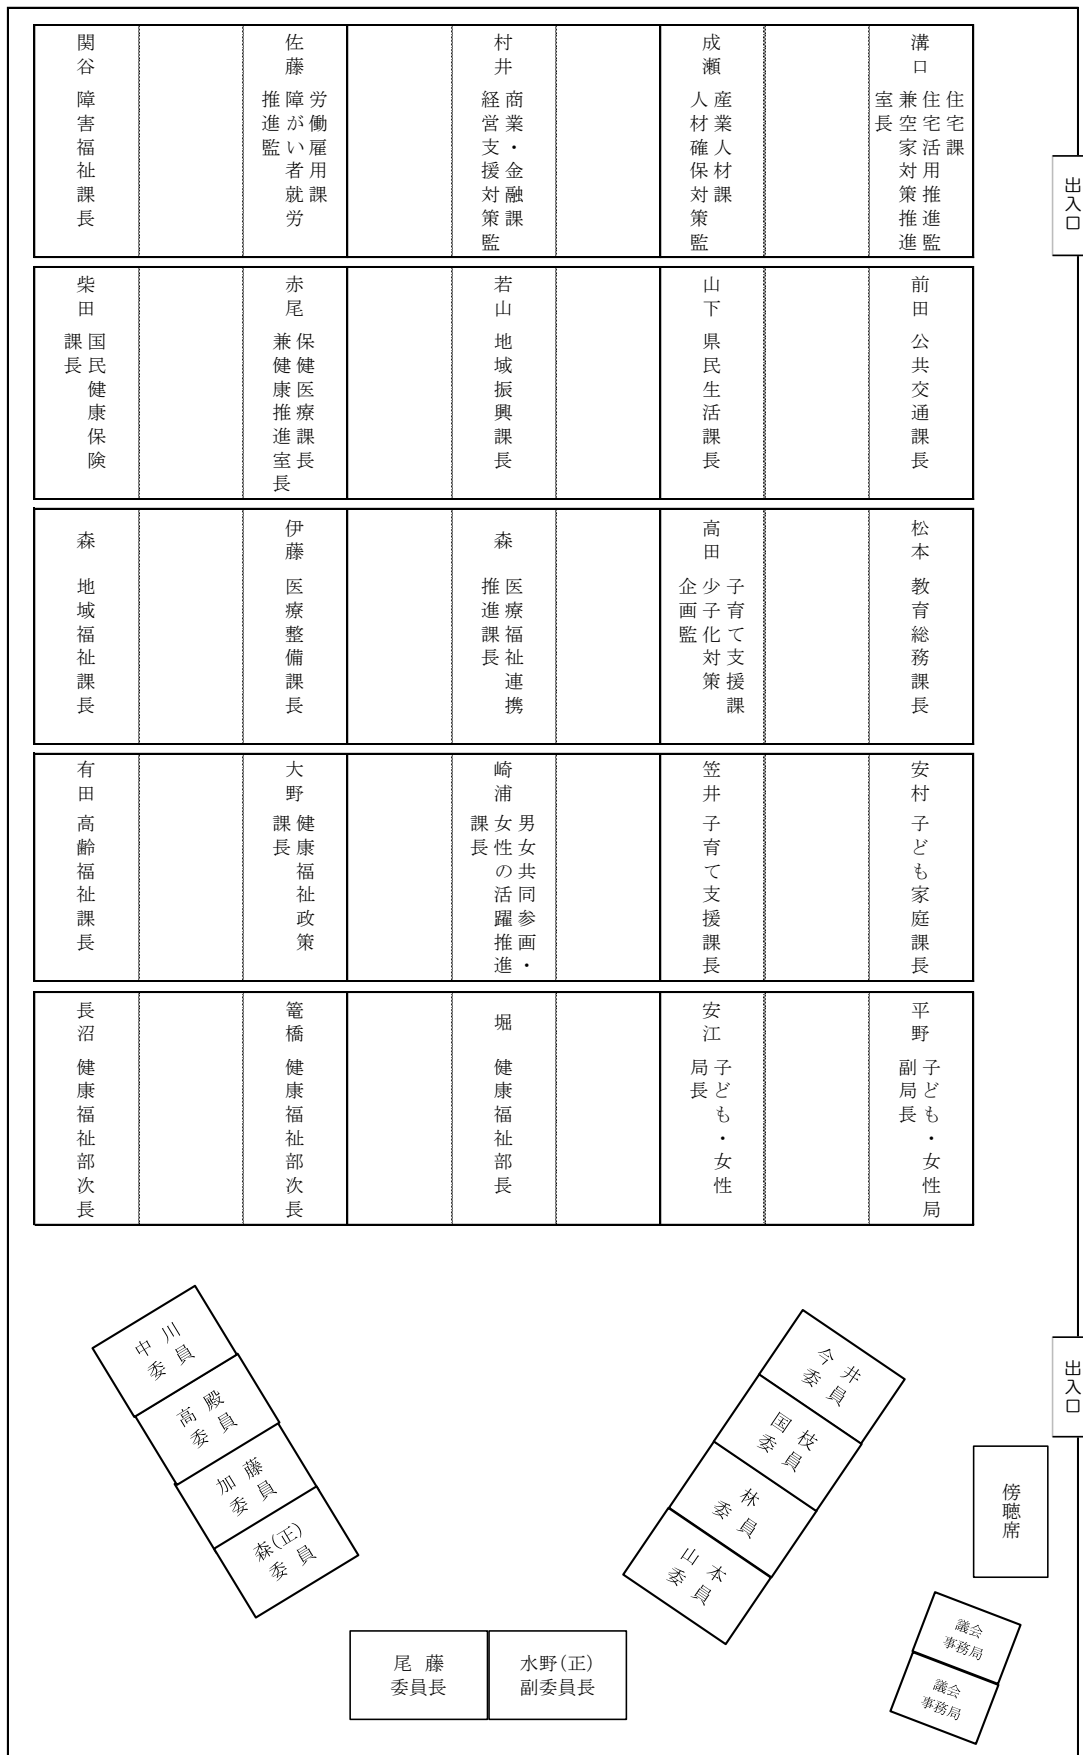 関谷
障害福祉課長
佐藤
労働雇用課
障がい者就労
推進監
村井
商業・金融課
経営支援対策監
成瀬
産業人材課
人材確保対策監
溝口
住宅課
住宅活用推進監
兼空家対策推進
室長
出入口
柴田
国民健康保険
課長
赤尾
保健医療課長
兼健康推進室長
若山
地域振興課長
山下
県民生活課長
前田
公共交通課長
森
地域福祉課長
伊藤
医療整備課長
森
医療福祉連携
推進課長
高田
子育て支援課
少子化対策
企画監
松本
教育総務課長
有田
高齢福祉課長
大野
健康福祉政策
課長
崎浦
男女共同参画・
女性の活躍推進
課長
笠井
子育て支援課長
安村
子ども家庭課長
長沼
健康福祉部次長
篭橋
健康福祉部次長
堀
健康福祉部長
安江
子ども・女性
局長
平野
子ども・女性局
副局長
中川
委員
高殿
委員
加藤
委員
森(正)
委員
今井
委員
国枝
委員
林
委員
山本
委員
出入口
傍聴席
尾藤
委員長
水野(正)
副委員長
議会
事務局
議会
事務局